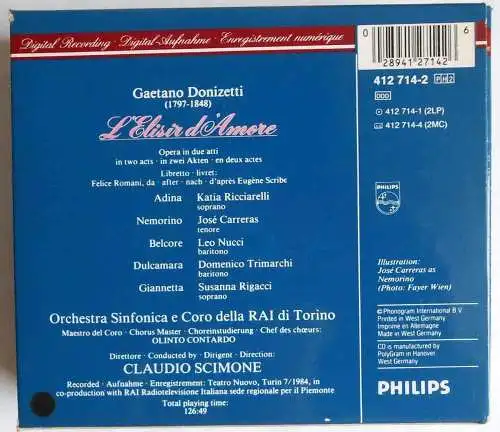 Digital Recording · Digital-Aufnahme · Enregistrement numérique
Gaetano Donizetti
(1797-1848)
L'Elisir d'Amore
Opera in due atti
in two acts · in zwei Akten · en deux actes
Libretto · livret:
Felice Romani, da · after · nach · d'après Eugène Scribe
Adina Katia Ricciarelli
soprano
Nemorino José Carreras
tenore
Belcore Leo Nucci
baritono
Dulcamara Domenico Trimarchi
baritono
Giannetta Susanna Rigacci
soprano
Orchestra Sinfonica e Coro della RAI di Torino
Maestro del Coro · Chorus Master · Choreinstudierung · Chef des chœurs:
OLINTO CONTARDO
Direttore · Conducted by · Dirigent · Direction:
CLAUDIO SCIMONE
Recorded · Aufnahme · Enregistrement: Teatro Nuovo, Turin 7/1984, in
co-production with RAI Radiotelevisione Italiana sede regionale per il Piemonte
Total playing time:
126:49
0 28941 27142 6
412 714-2 PH2
DDD
412 714-1 (2LP)
412 714-4 (2MC)
PHILIPS
Illustration:
José Carreras as
Nemorino
(Photo: Fayer Wien)
© Phonogram International B.V.
Printed in West Germany
Imprimé en Allemagne
Made in West Germany
CD is manufactured by
PolyGram in Hanover
West Germany
PHILIPS